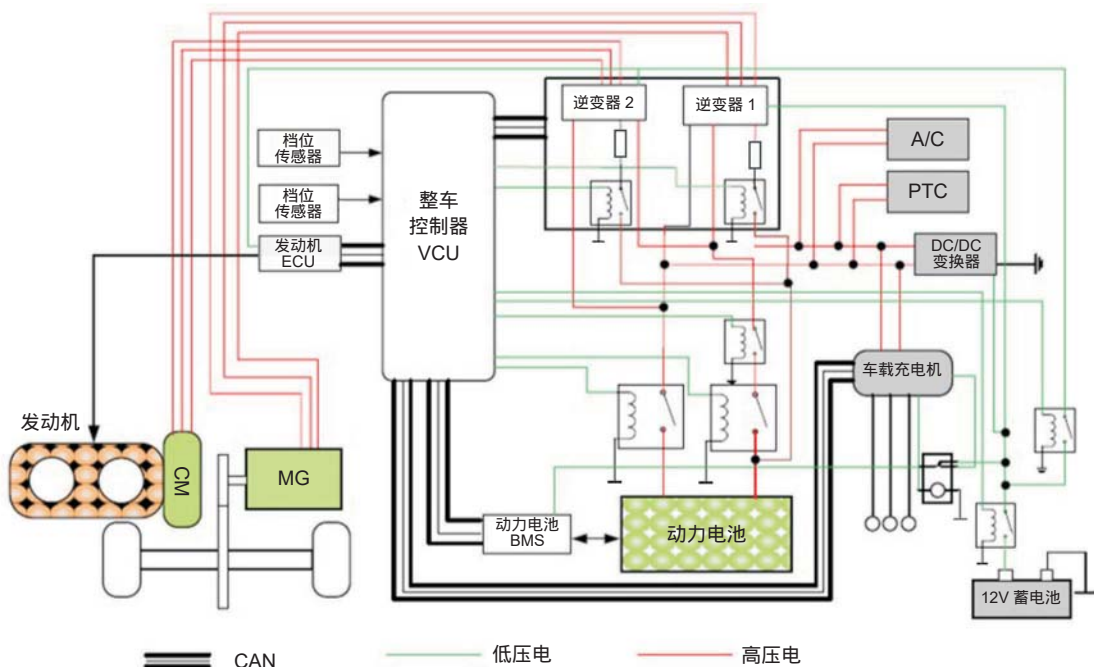 逆变器 2
逆变器 1
档位
传感器
档位
传感器
发动机
ECU
整车
控制器
VCU
A/C
PTC
DC/DC
变换器
车载充电机
发动机
CM
MG
动力电池
BMS
动力电池
12V 蓄电池
CAN
低压电
高压电